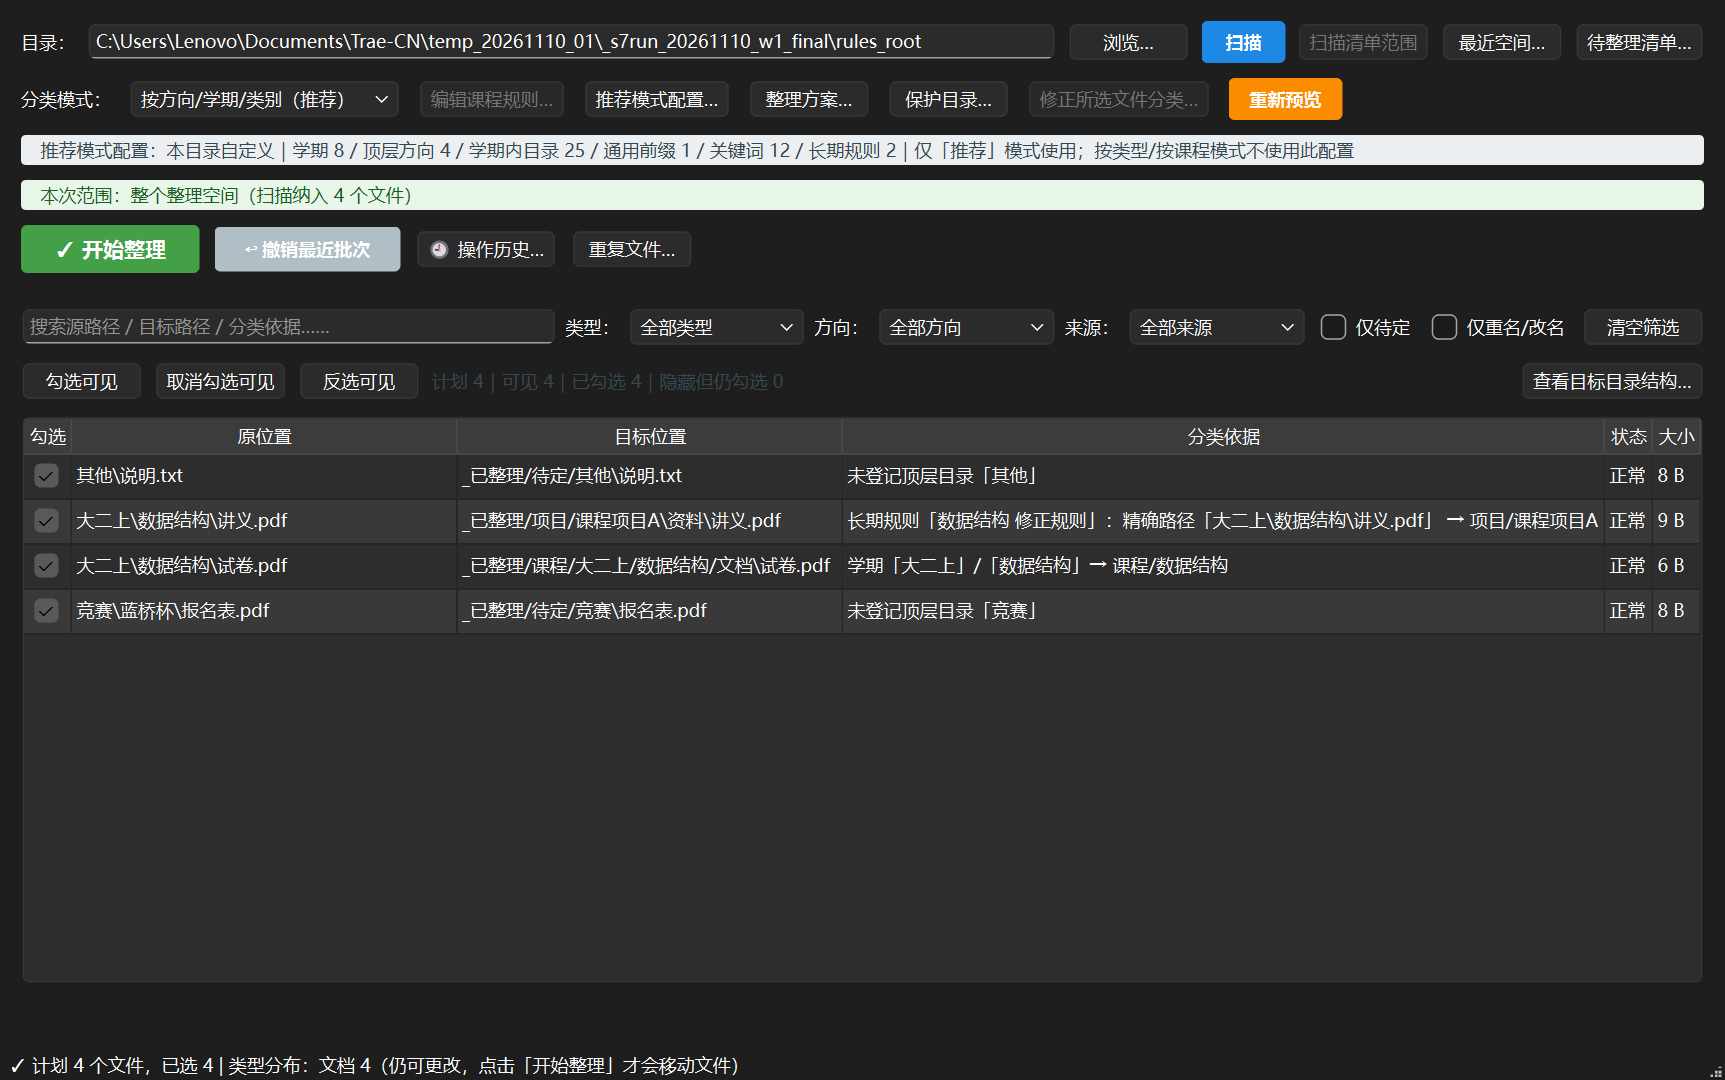 目录： C:\Users\Lenovo\Documents\Trae-CN\temp_20261110_01\_s7run_20261110_w1_final\rules_root 浏览... 扫描 扫描清单范围 最近空间... 待整理清单...
分类模式： 按方向/学期/类别（推荐） 编辑课程规则... 推荐模式配置... 整理方案... 保护目录... 修正所选文件分类... 重新预览
推荐模式配置：本目录自定义 | 学期 8 / 顶层方向 4 / 学期内目录 25 / 通用前缀 1 / 关键词 12 / 长期规则 2 | 仅「推荐」模式使用；按类型/按课程模式不使用此配置
本次范围：整个整理空间（扫描纳入 4 个文件）
✓ 开始整理 ↩ 撤销最近批次 操作历史... 重复文件...
搜索源路径 / 目标路径 / 分类依据...... 类型： 全部类型 方向： 全部方向 来源： 全部来源 仅待定 仅重名/改名 清空筛选
勾选可见 取消勾选可见 反选可见 计划 4 | 可见 4 | 已勾选 4 | 隐藏但仍勾选 0 查看目标目录结构...
勾选 原位置 目标位置 分类依据 状态 大小
其他\说明.txt _已整理/待定/其他\说明.txt 未登记顶层目录「其他」 正常 8 B
大二上\数据结构\讲义.pdf _已整理/项目/课程项目A\资料\讲义.pdf 长期规则「数据结构 修正规则」：精确路径「大二上\数据结构\讲义.pdf」 → 项目/课程项目A 正常 9 B
大二上\数据结构\试卷.pdf _已整理/课程/大二上/数据结构/文档\试卷.pdf 学期「大二上」/「数据结构」→ 课程/数据结构 正常 6 B
竞赛\蓝桥杯\报名表.pdf _已整理/待定/竞赛\报名表.pdf 未登记顶层目录「竞赛」 正常 8 B
✓ 计划 4 个文件，已选 4 | 类型分布：文档 4（仍可更改，点击「开始整理」才会移动文件）